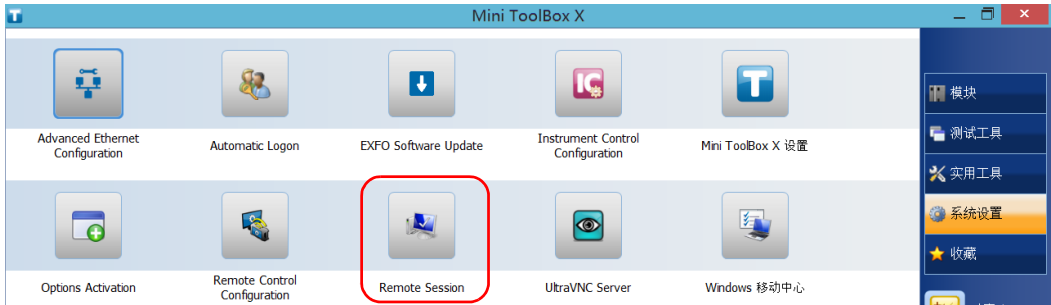 Mini ToolBox X
Advanced Ethernet
Configuration
Automatic Logon
EXFO Software Update
Instrument Control
Configuration
Mini ToolBox X 设置
Options Activation
Remote Control
Configuration
Remote Session
UltraVNC Server
Windows 移动中心
模块
测试工具
实用工具
系统设置
收藏